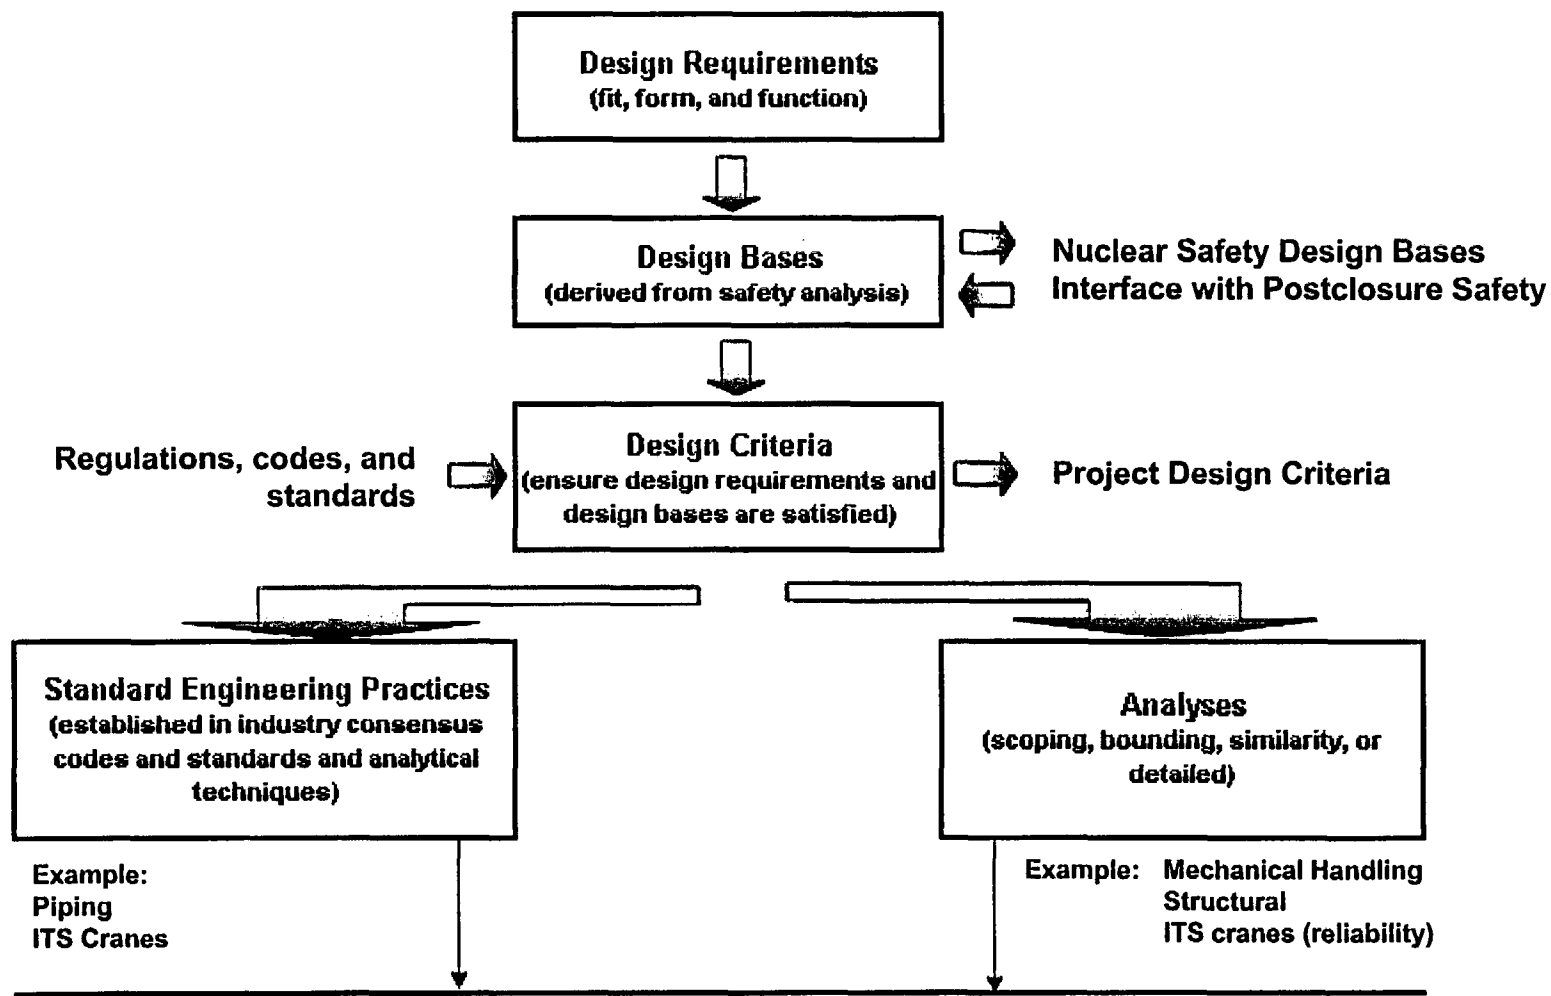 Design Requirements
(fit, form, and function)
Design Bases
(derived from safety analysis)
Nuclear Safety Design Bases
Interface with Postclosure Safety
Regulations, codes, and
standards
Design Criteria
(ensure design requirements and
design bases are satisfied)
Project Design Criteria
Standard Engineering Practices
(established in industry consensus
codes and standards and analytical
techniques)
Analyses
(scoping, bounding, similarity, or
detailed)
Example:
Piping
ITS Cranes
Example: Mechanical Handling
Structural
ITS cranes (reliability)